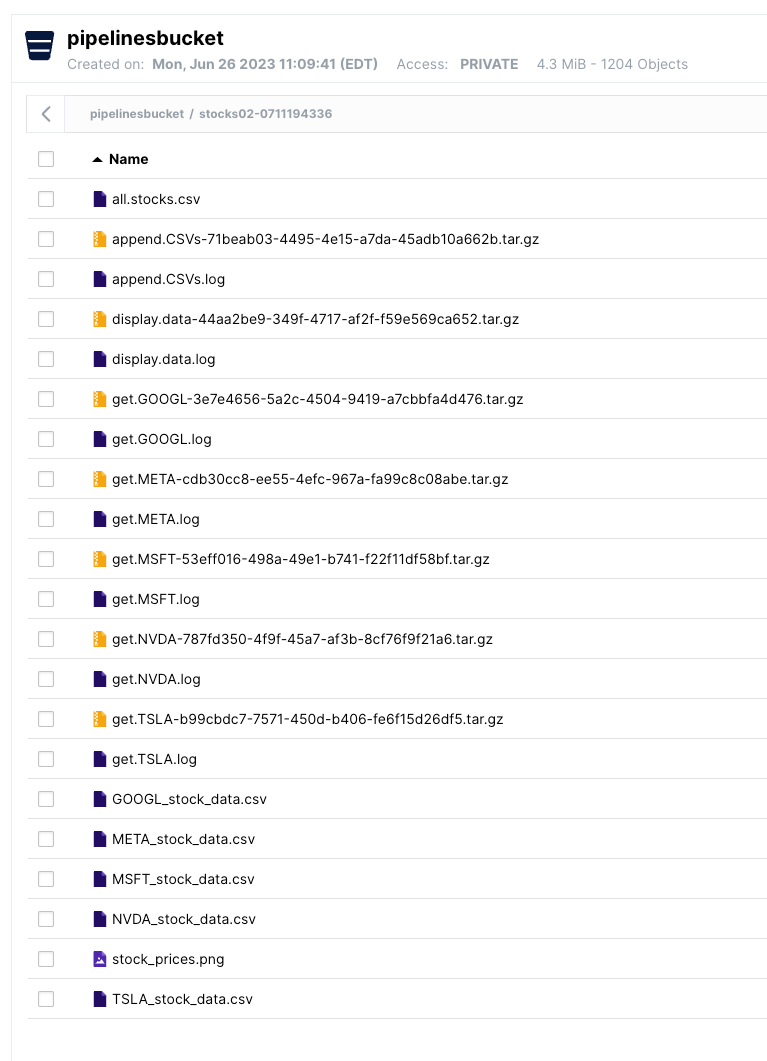 pipelinesbucket
Created on: Mon, Jun 26 2023 11:09:41 (EDT) Access: PRIVATE 4.3 MiB - 1204 Objects
pipelinesbucket / stocks02-0711194336
Name
all.stocks.csv
append.CSVs-71beab03-4495-4e15-a7da-45adb10a662b.tar.gz
append.CSVs.log
display.data-44aa2be9-349f-4717-af2f-f59e569ca652.tar.gz
display.data.log
get.GOOGL-3e7e4656-5a2c-4504-9419-a7cbbfa4d476.tar.gz
get.GOOGL.log
get.META-cdb30cc8-ee55-4efc-967a-fa99c8c08abe.tar.gz
get.META.log
get.MSFT-53eff016-498a-49e1-b741-f22f11df58bf.tar.gz
get.MSFT.log
get.NVDA-787fd350-4f9f-45a7-af3b-8cf76f9f21a6.tar.gz
get.NVDA.log
get.TSLA-b99cbdc7-7571-450d-b406-fe6f15d26df5.tar.gz
get.TSLA.log
GOOGL_stock_data.csv
META_stock_data.csv
MSFT_stock_data.csv
NVDA_stock_data.csv
stock_prices.png
TSLA_stock_data.csv